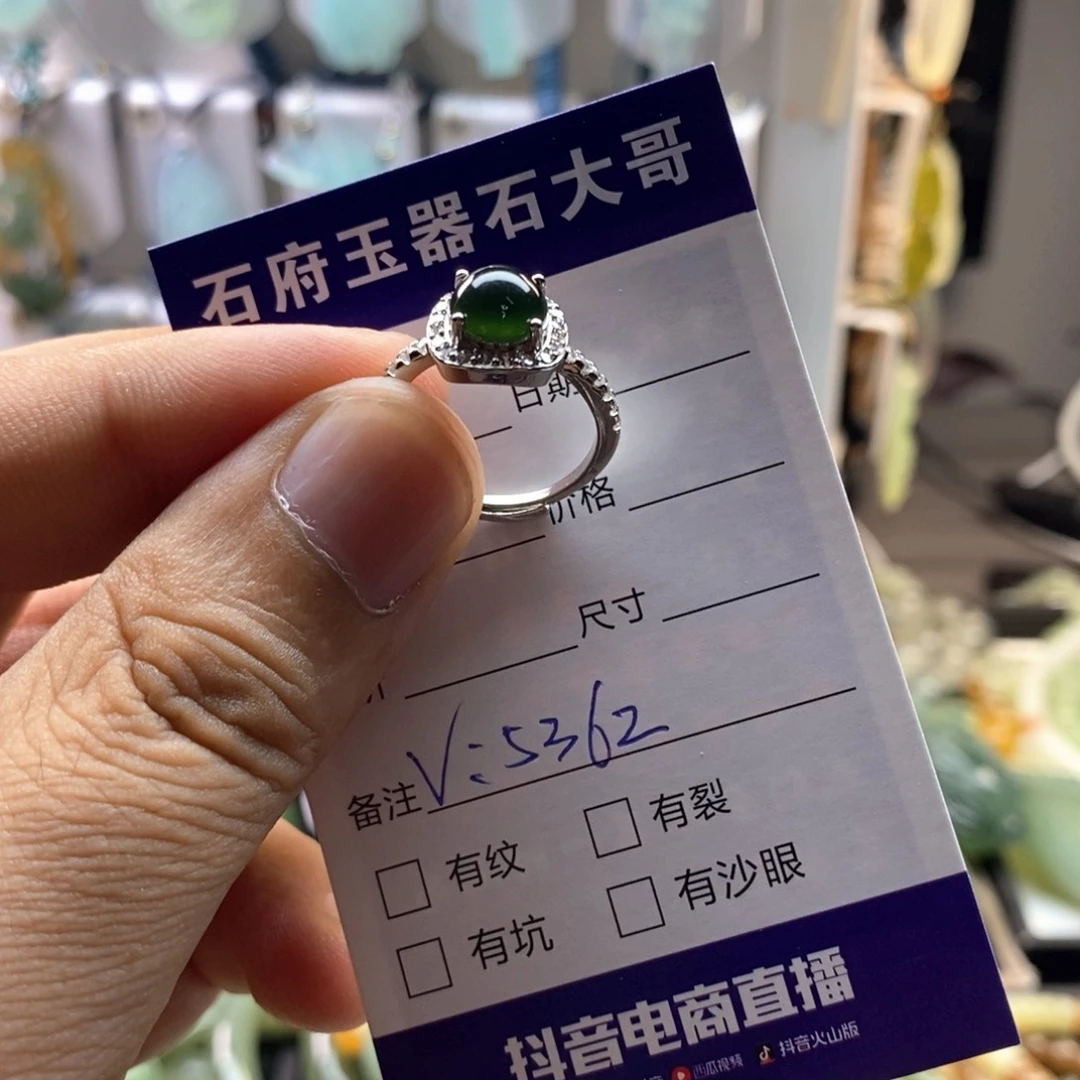 石府玉器石大哥
日期
价格
尺寸
备注 V:5362
有纹 有裂
有坑 有沙眼
抖音电商直播
西瓜视频 抖音火山版